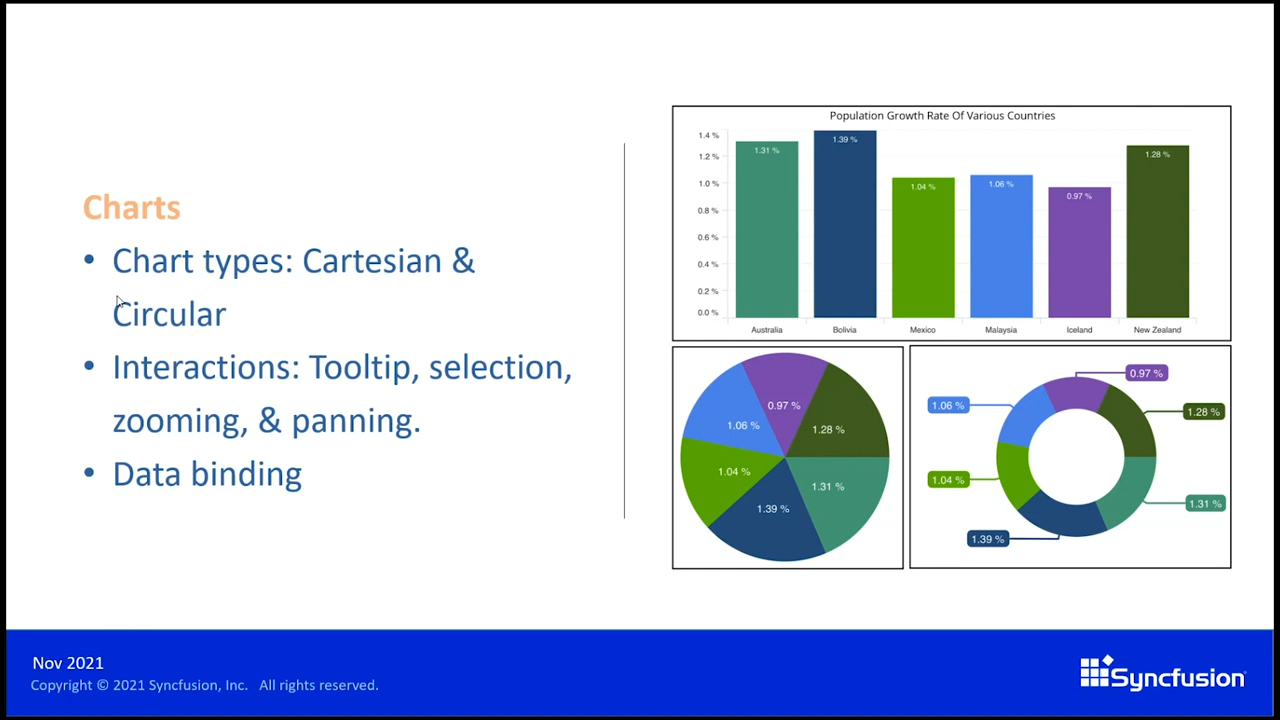 Charts
• Chart types: Cartesian &
Circular
• Interactions: Tooltip, selection,
zooming, & panning.
• Data binding
Population Growth Rate Of Various Countries
1.4 %
1.2 %
1.0 %
0.8 %
0.6 %
0.4 %
0.2 %
0.0 %
1.31 %
1.39 %
1.04 %
1.06 %
0.97 %
1.28 %
Australia
Bolivia
Mexico
Malaysia
Iceland
New Zealand
0.97 %
1.06 %
1.28 %
1.04 %
1.31 %
1.39 %
0.97 %
1.06 %
1.28 %
1.04 %
1.31 %
1.39 %
Nov 2021
Copyright © 2021 Syncfusion, Inc. All rights reserved.
Syncfusion